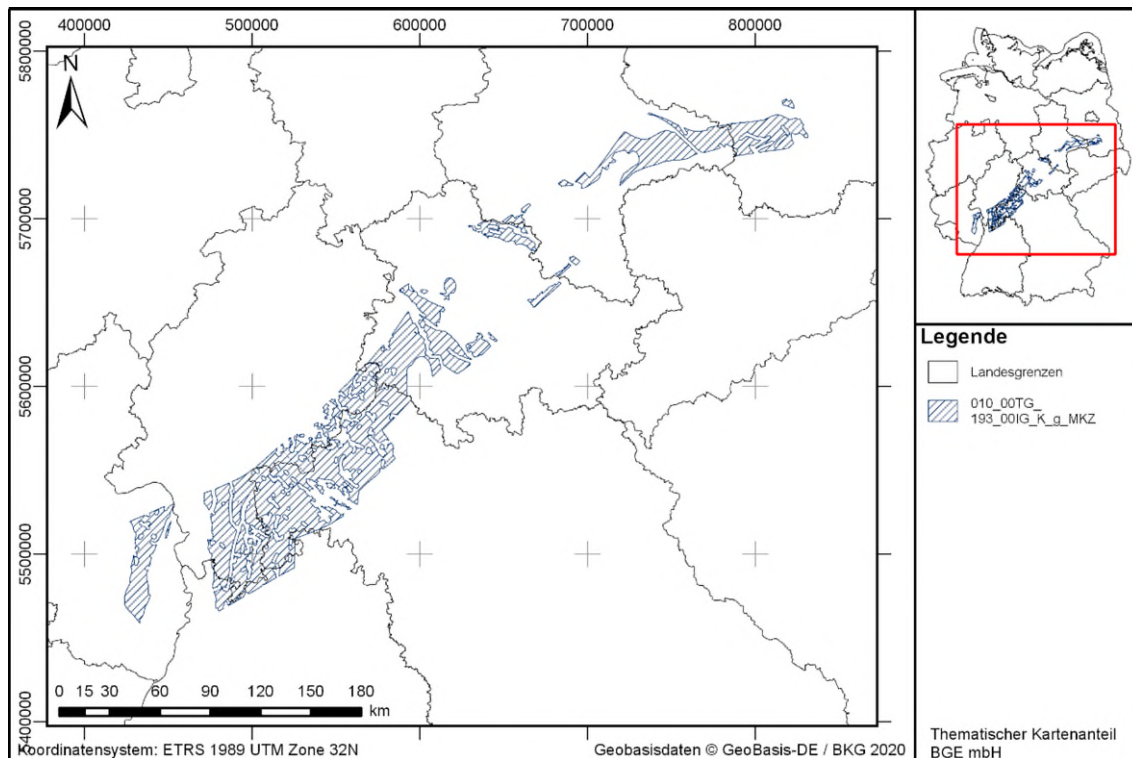 400000 500000 600000 700000 800000
5800000
5700000
5600000
5500000
5400000
N
0 15 30 60 90 120 150 180
km
Koordinatensystem: ETRS 1989 UTM Zone 32N
Geobasisdaten © GeoBasis-DE / BKG 2020
Legende
Landesgrenzen
010_00TG_
193_00IG_K_g_MKZ
Thematischer Kartenanteil
BGE mbH